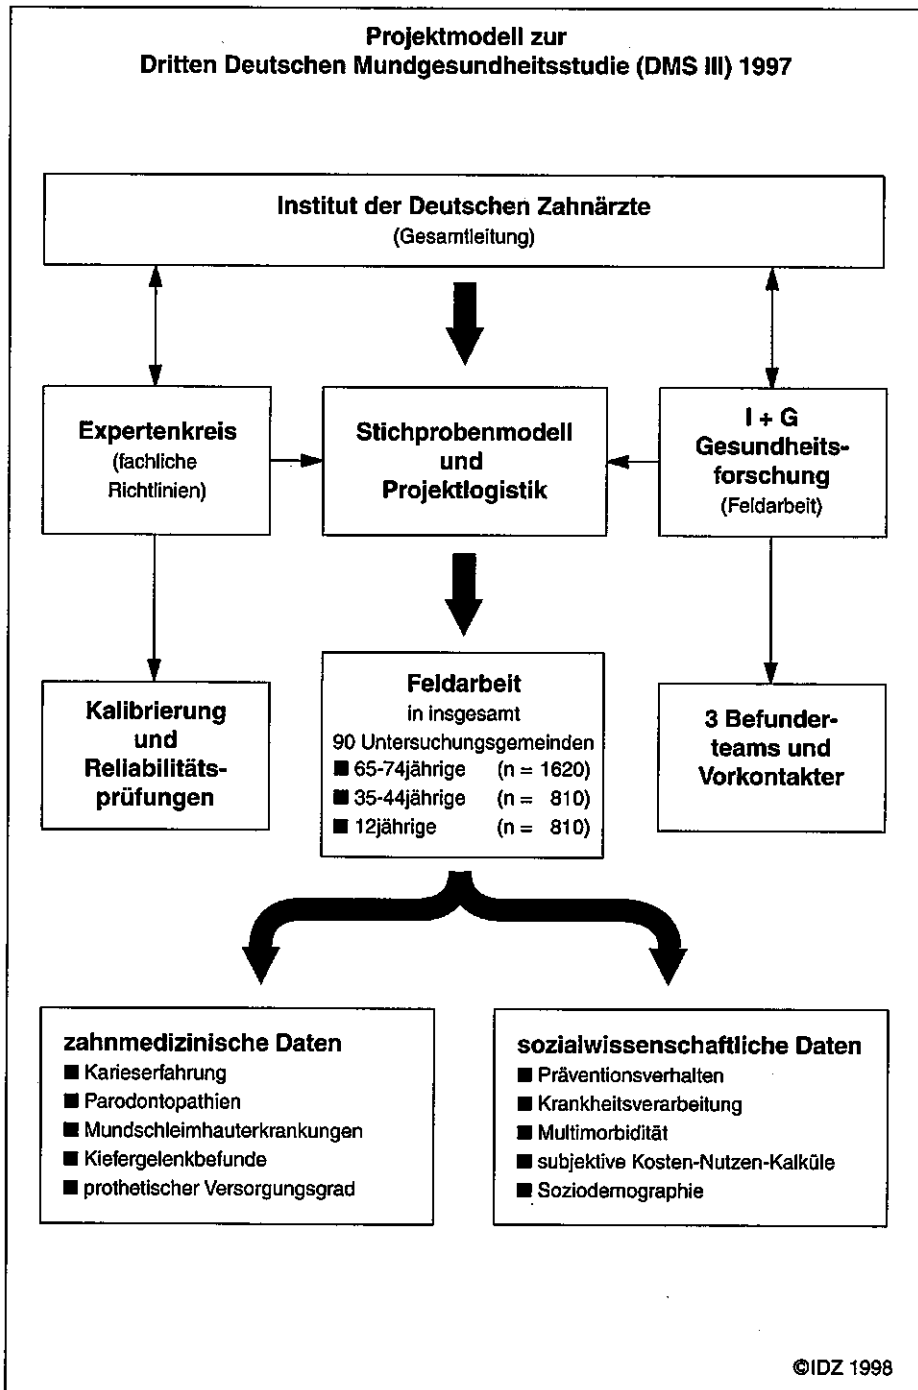 Projektmodell zur
Dritten Deutschen Mundgesundheitsstudie (DMS III) 1997
Institut der Deutschen Zahnärzte
(Gesamtleitung)
Expertenkreis
(fachliche
Richtlinien)
Stichprobenmodell
und
Projektlogistik
I + G
Gesundheits-
forschung
(Feldarbeit)
Kalibrierung
und
Reliabilitäts-
prüfungen
Feldarbeit
in insgesamt
90 Untersuchungsgemeinden
■ 65-74jährige (n = 1620)
■ 35-44jährige (n = 810)
■ 12jährige (n = 810)
3 Befunder-
teams und
Vorkontakter
zahnmedizinische Daten
■ Karieserfahrung
■ Parodontopathien
■ Mundschleimhauterkrankungen
■ Kiefergelenkbefunde
■ prothetischer Versorgungsgrad
sozialwissenschaftliche Daten
■ Präventionsverhalten
■ Krankheitsverarbeitung
■ Multimorbidität
■ subjektive Kosten-Nutzen-Kalküle
■ Soziodemographie
©IDZ 1998